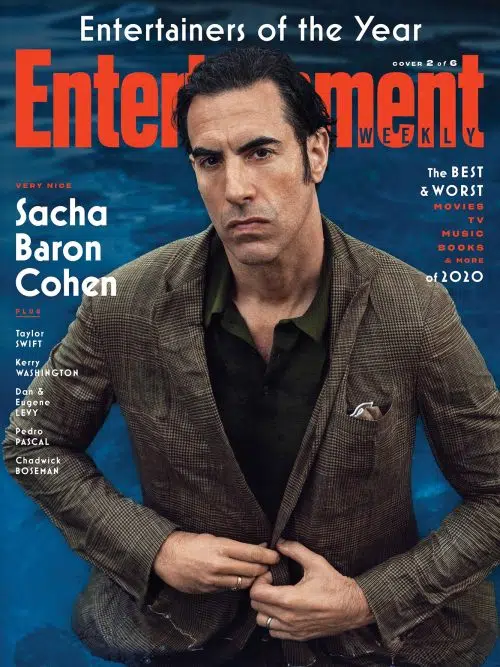 Entertainers of the Year
Entertainment
WEEKLY
COVER 2 of 6
VERY NICE
Sacha
Baron
Cohen
PLUS
Taylor
SWIFT
Kerry
WASHINGTON
Dan &
Eugene
LEVY
Pedro
PASCAL
Chadwick
BOSEMAN
The BEST
& WORST
MOVIES
TV
MUSIC
BOOKS
& MORE
of 2020